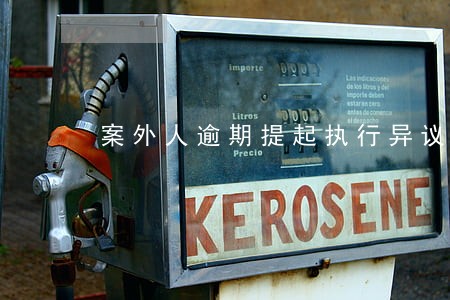 Importe
000
Las indicaciones
de los litros y del
importe deben
estar en cero
antes de comenzar
el despacho
案外人逾期提起执行异议
Litros
Precio
KEROSENE